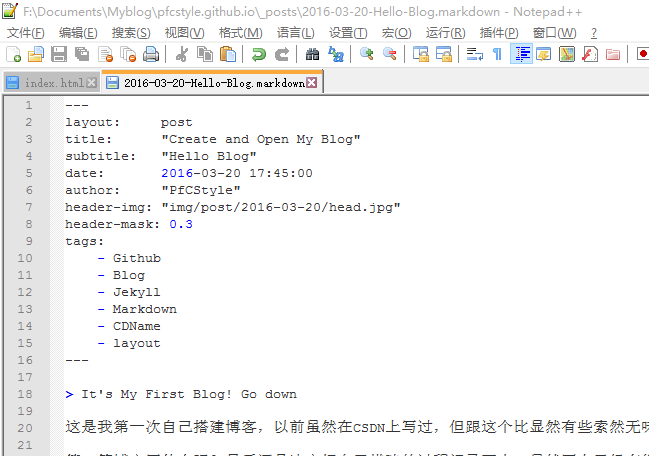 F:\Documents\Myblog\pfcstyle.github.io\_posts\2016-03-20-Hello-Blog.markdown - Notepad++
文件(F) 编辑(E) 搜索(S) 视图(V) 格式(M) 语言(L) 设置(T) 宏(O) 运行(R) 插件(P) 窗口(W) ?
index.html 2016-03-20-Hello-Blog.markdown
1 ---
2 layout: post
3 title: "Create and Open My Blog"
4 subtitle: "Hello Blog"
5 date: 2016-03-20 17:45:00
6 author: "PfCStyle"
7 header-img: "img/post/2016-03-20/head.jpg"
8 header-mask: 0.3
9 tags:
10 - Github
11 - Blog
12 - Jekyll
13 - Markdown
14 - CDName
15 - layout
16 ---
17
18 > It's My First Blog! Go down
19
20 这是我第一次自己搭建博客，以前虽然在CSDN上写过，但跟这个比显然有些索然无味
21